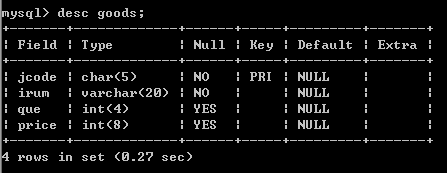 mysql> desc goods;
+-------+-------------+------+-----+---------+-------+
| Field | Type        | Null | Key | Default | Extra |
+-------+-------------+------+-----+---------+-------+
| jcode | char(5)     | NO   | PRI | NULL    |       |
| irum  | varchar(20) | NO   |     | NULL    |       |
| que   | int(4)      | YES  |     | NULL    |       |
| price | int(8)      | YES  |     | NULL    |       |
+-------+-------------+------+-----+---------+-------+
4 rows in set (0.27 sec)